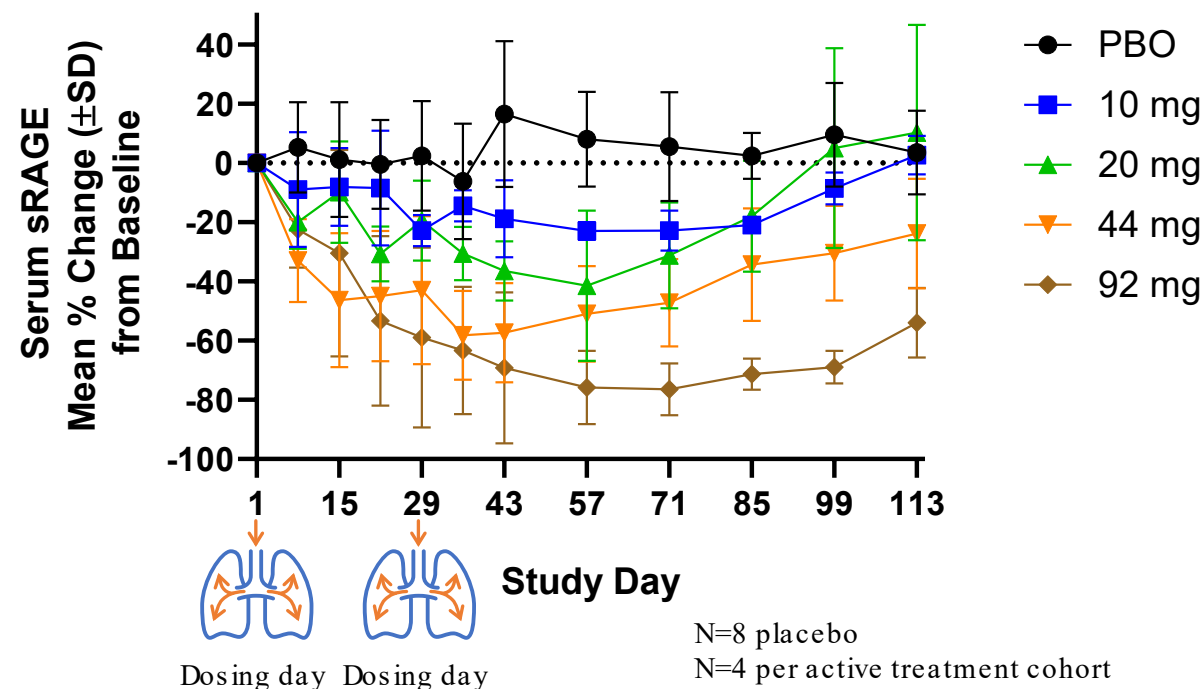 Serum sRAGE
Mean % Change (±SD)
from Baseline
40
20
0
-20
-40
-60
-80
-100
1 15 29 43 57 71 85 99 113
Study Day
PBO
10 mg
20 mg
44 mg
92 mg
Dosing day Dosing day
N=8 placebo
N=4 per active treatment cohort